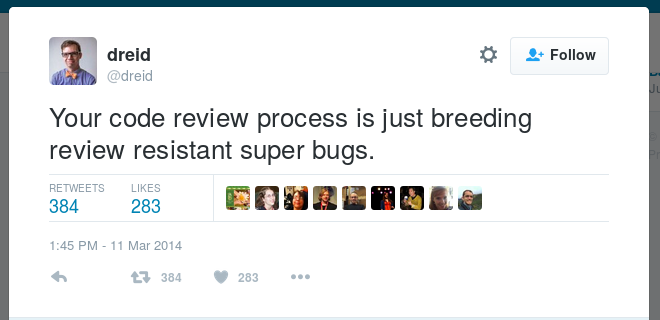 dreid
@dreid
Follow
Your code review process is just breeding
review resistant super bugs.
RETWEETS LIKES
384 283
1:45 PM - 11 Mar 2014
384 283